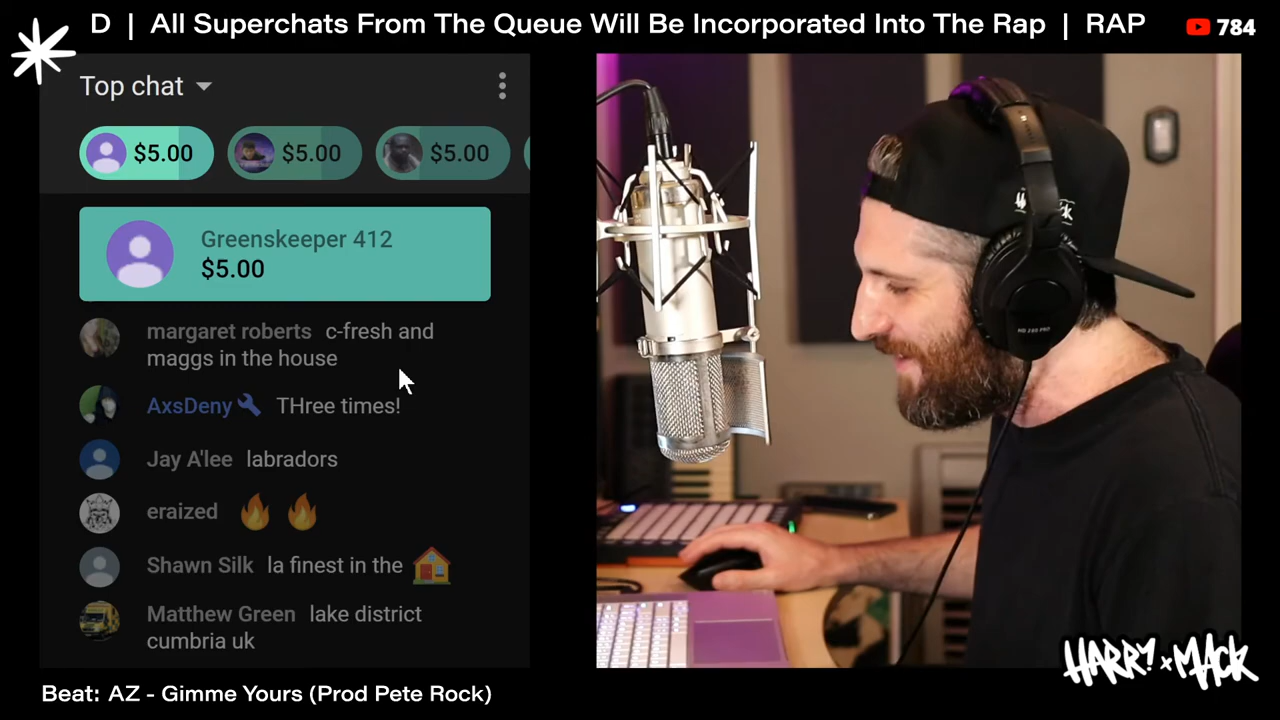 D | All Superchats From The Queue Will Be Incorporated Into The Rap | RAP
784
Top chat
$5.00 $5.00 $5.00
Greenskeeper 412
$5.00
margaret roberts c-fresh and
maggs in the house
AxsDeny THree times!
Jay A'lee labradors
eraized 🔥 🔥
Shawn Silk la finest in the 🏠
Matthew Green lake district
cumbria uk
HD 280 PRO
HARRY x MACK
Beat: AZ - Gimme Yours (Prod Pete Rock)